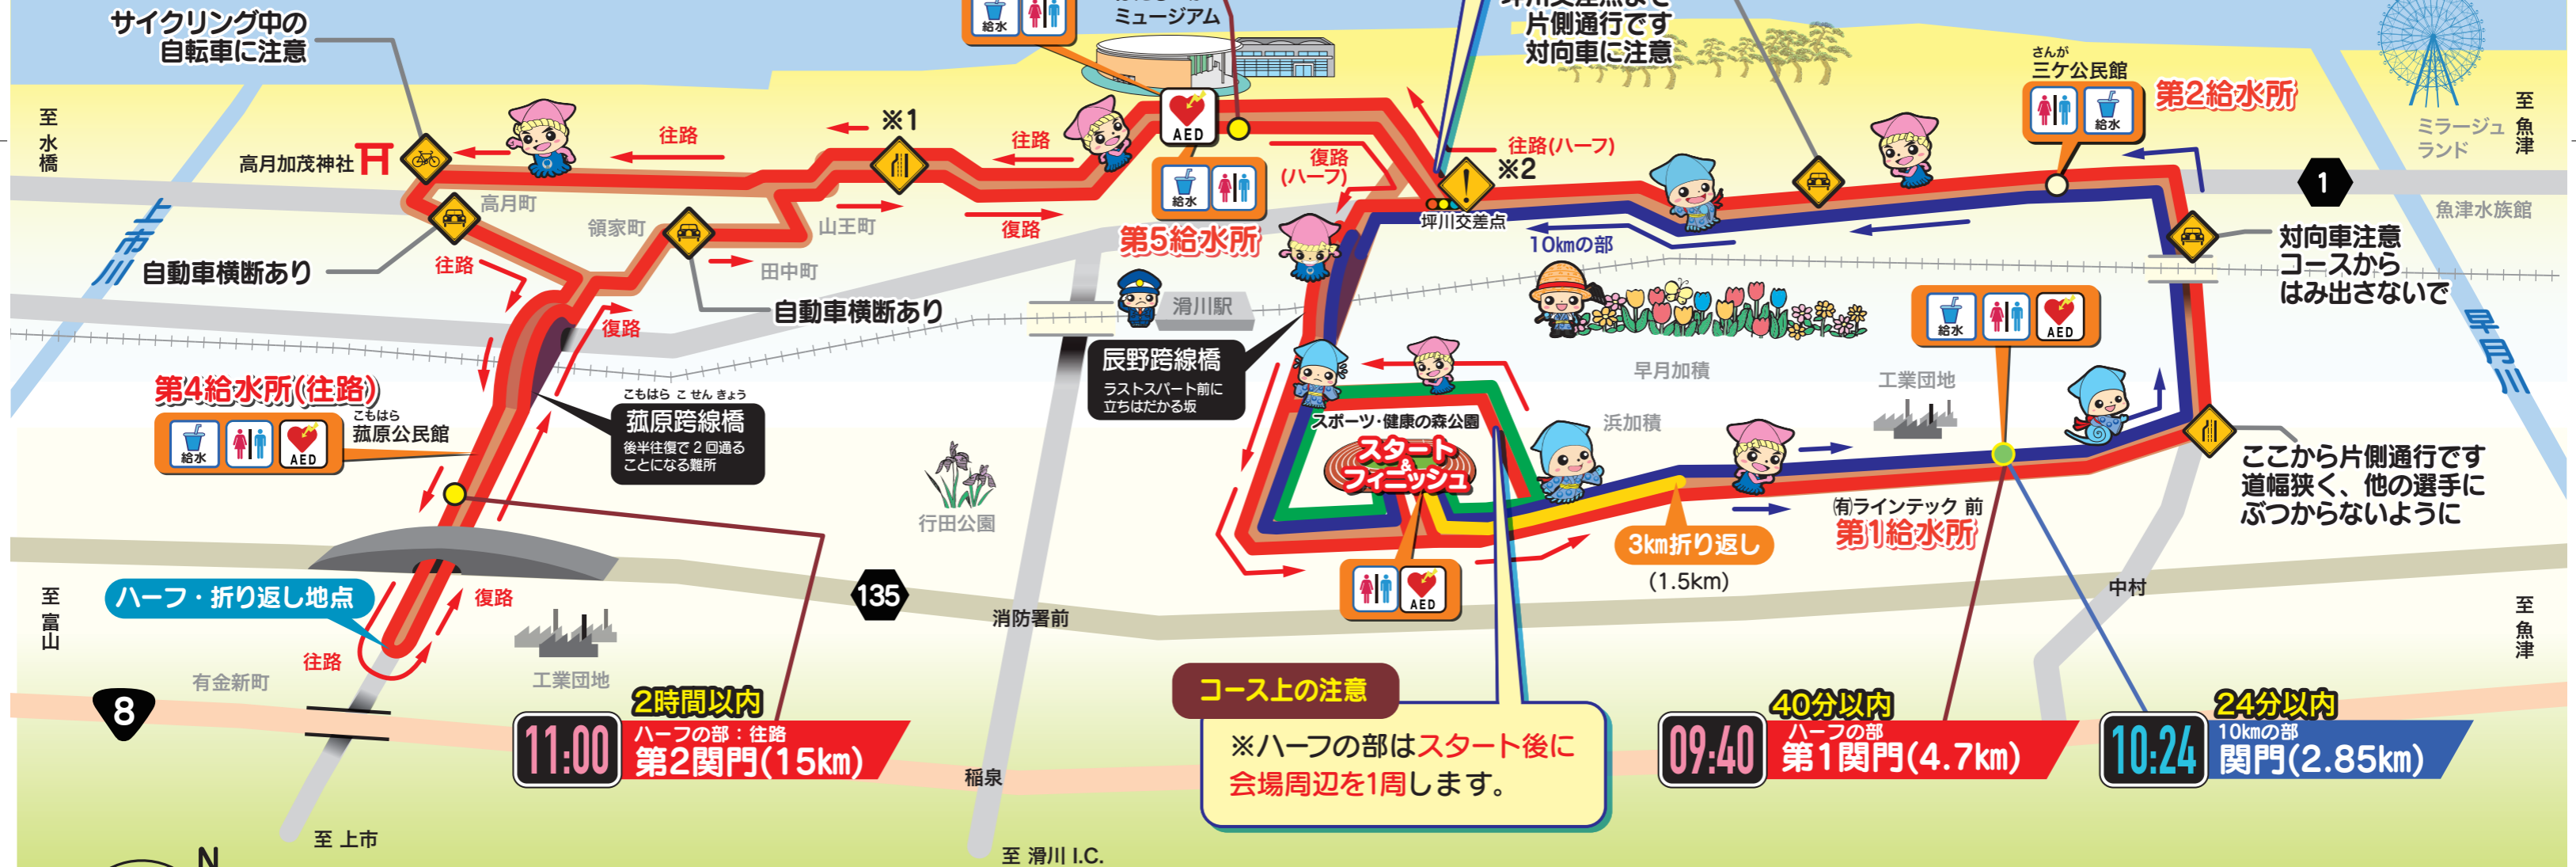 サイクリング中の
自転車に注意
給水
ミュージアム
片側通行です
対向車に注意
さんが
三ケ公民館
給水
第2給水所
至 水橋
高月加茂神社
往路
※1
往路
AED
給水
第5給水所
復路
(ハーフ)
往路(ハーフ)
※2
坪川交差点
ミラージュ
ランド
至 魚津
1
魚津水族館
上市川
高月町
領家町
山王町
復路
往路
田中町
自動車横断あり
自動車横断あり
復路
10kmの部
対向車注意
コースから
はみ出さないで
早月川
滑川駅
辰野跨線橋
ラストスパート前に
立ちはだかる坂
第4給水所(往路)
給水
AED
こもはら
菰原公民館
こもはら こ せん きょう
菰原跨線橋
後半往復で2回通る
ことになる難所
行田公園
スポーツ・健康の森公園
スタート
&
フィニッシュ
早月加積
浜加積
工業団地
給水
AED
㈲ラインテック 前
第1給水所
ここから片側通行です
道幅狭く、他の選手に
ぶつからないように
3km折り返し
(1.5km)
AED
ハーフ・折り返し地点
復路
往路
至 富山
有金新町
工業団地
135
消防署前
中村
至 魚津
8
2時間以内
11:00
ハーフの部：往路
第2関門(15km)
稲泉
コース上の注意
※ハーフの部はスタート後に
会場周辺を1周します。
40分以内
09:40
ハーフの部
第1関門(4.7km)
24分以内
10:24
10kmの部
関門(2.85km)
至 上市
至 滑川 I.C.
N